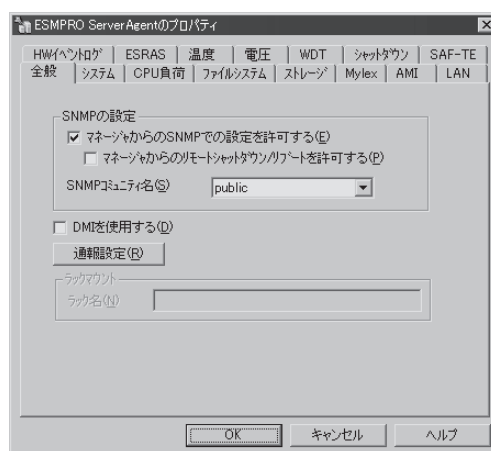 ESMPRO ServerAgentのプロパティ
HWイベントログ ESRAS 温度 電圧 WDT シャットダウン SAF-TE
全般 システム CPU負荷 ファイルシステム ストレージ Mylex AMI LAN
SNMPの設定
マネージャからのSNMPでの設定を許可する(E)
マネージャからのリモートシャットダウン/リブートを許可する(P)
SNMPコミュニティ名(S) public
DMIを使用する(D)
通報設定(R)
ラックマウント
ラック名(N)
OK キャンセル ヘルプ